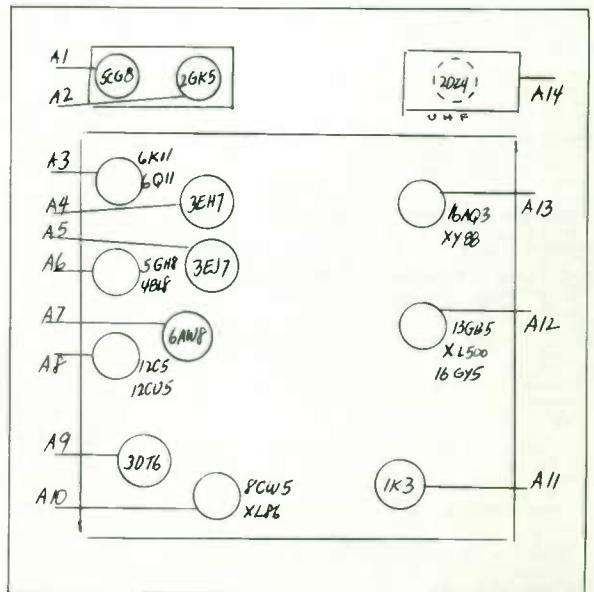 A1
5CG8
2GK5
A2
2DZ4
A14
UHF
A3
6K11
6Q11
A4
3EH7
A13
16AQ3
XY88
A5
A6
5GH8
4BL8
3EJ7
A7
6AW8
A12
13GB5
XL500
16GY5
A8
12C5
12CU5
A9
3DT6
A10
8CW5
XL86
1K3
A11